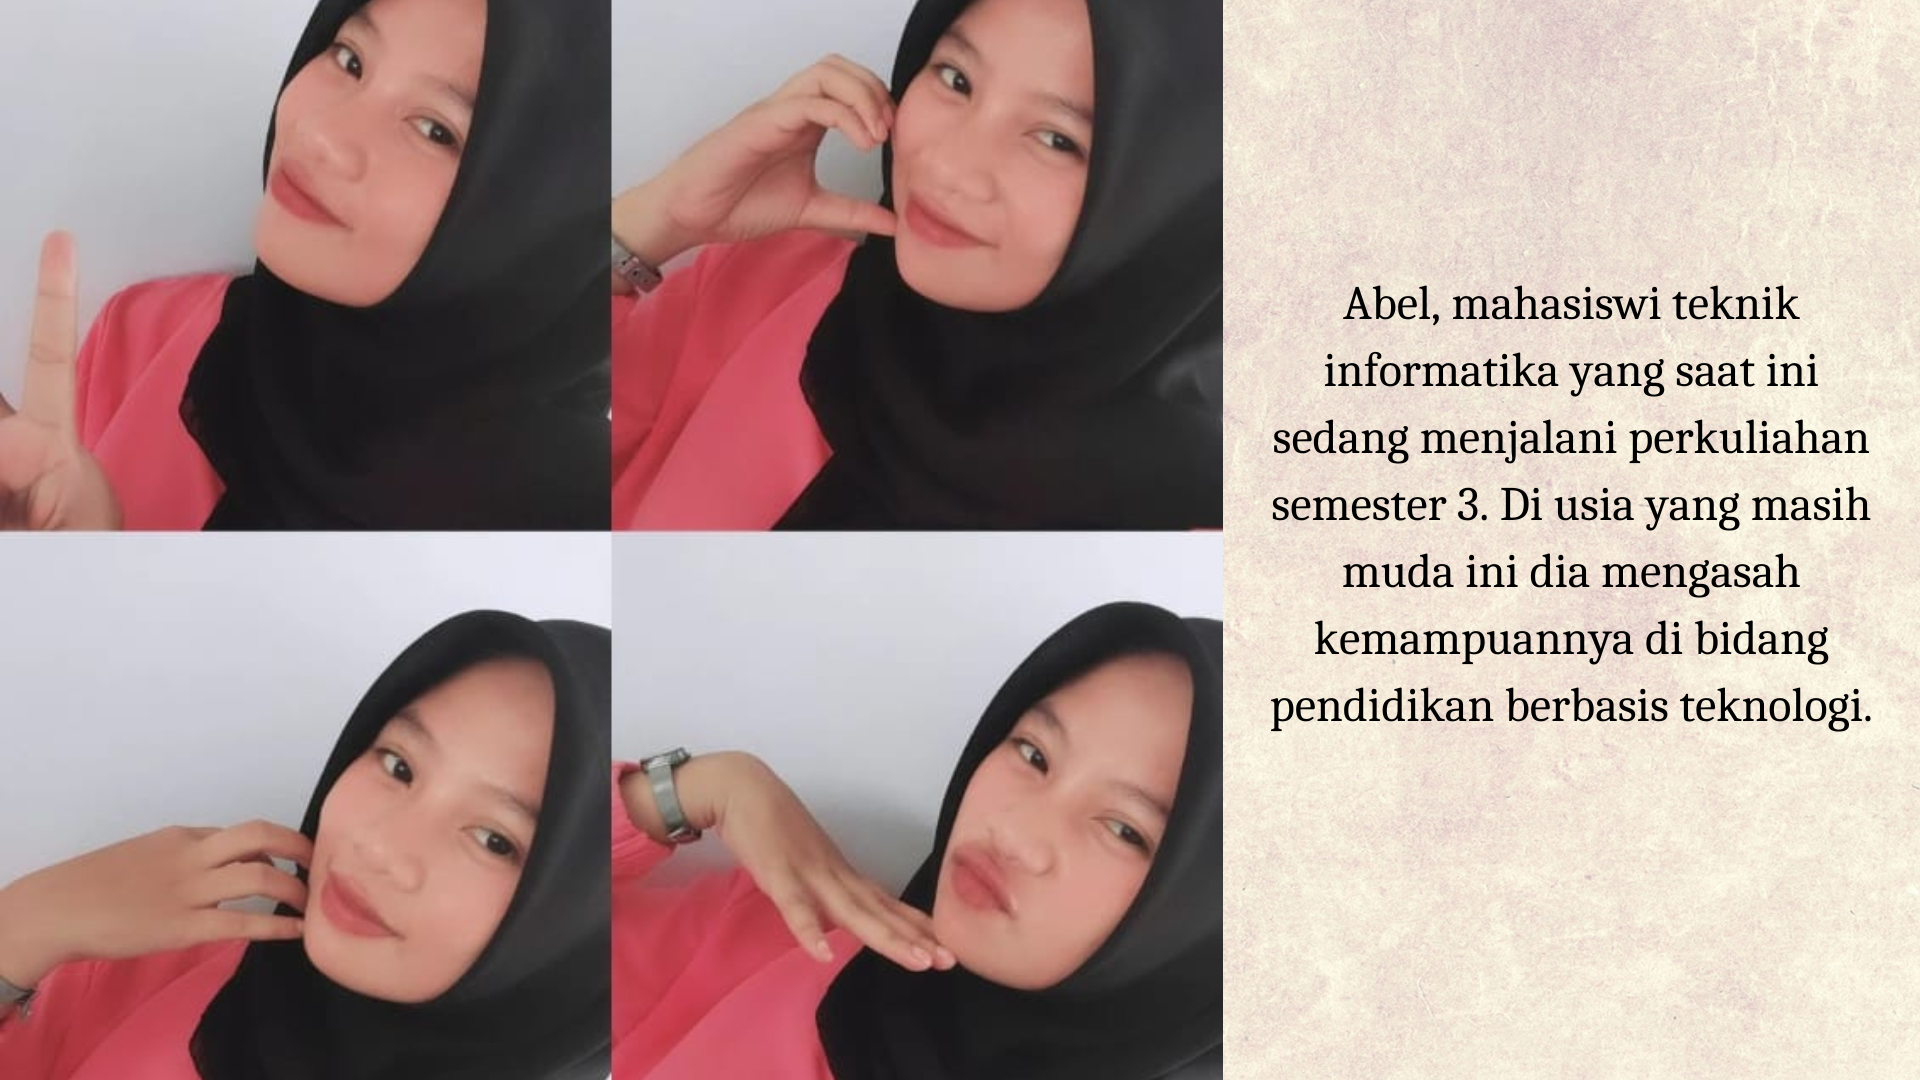 Abel, mahasiswi teknik
informatika yang saat ini
sedang menjalani perkuliahan
semester 3. Di usia yang masih
muda ini dia mengasah
kemampuannya di bidang
pendidikan berbasis teknologi.